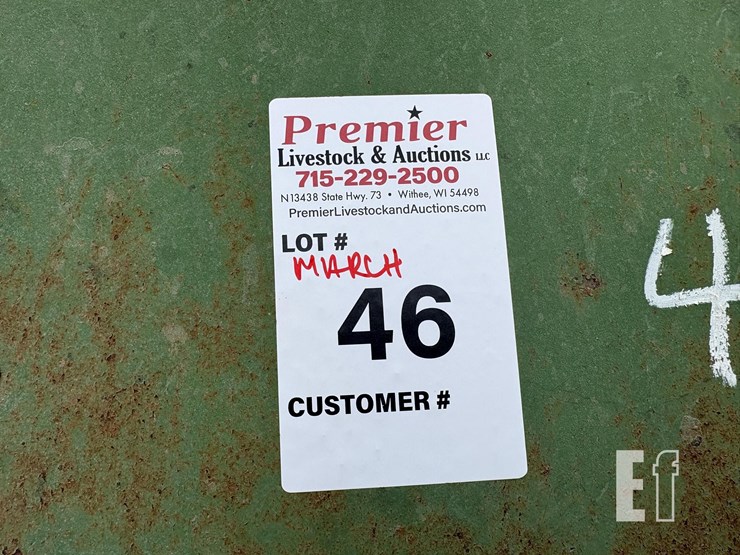 Premier
Livestock & Auctions LLC
715-229-2500
N13438 State Hwy. 73 • Withee, WI 54498
PremierLivestockandAuctions.com
LOT #
MARCH
46
CUSTOMER #
4
Ef